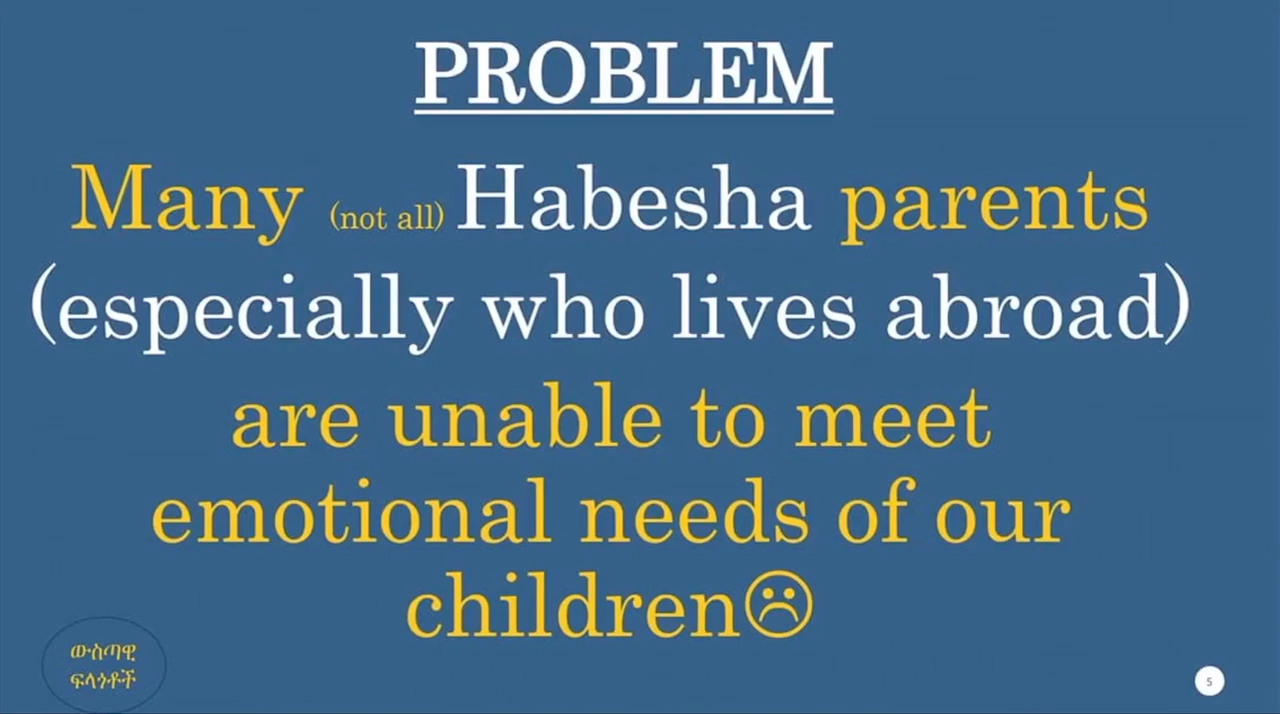 PROBLEM
Many (not all) Habesha parents
(especially who lives abroad)
are unable to meet
emotional needs of our
children☹
ውስጣዊ
ፍላጎቶች
5